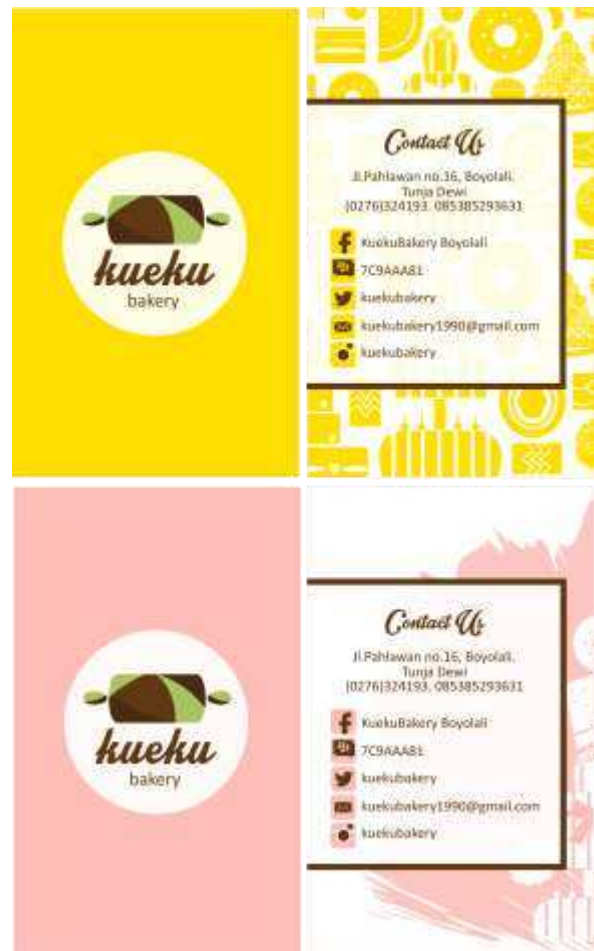 kueku
bakery
Contact Us
Jl.Pahlawan no.16, Boyolali.
Tunja Dewi
(0276)324193. 085385293631
KuekuBakery Boyolali
7C9AAA81
kuekubakery
kuekubakery1990@gmail.com
kuekubakery
kueku
bakery
Contact Us
Jl.Pahlawan no.16, Boyolali.
Tunja Dewi
(0276)324193. 085385293631
KuekuBakery Boyolali
7C9AAA81
kuekubakery
kuekubakery1990@gmail.com
kuekubakery